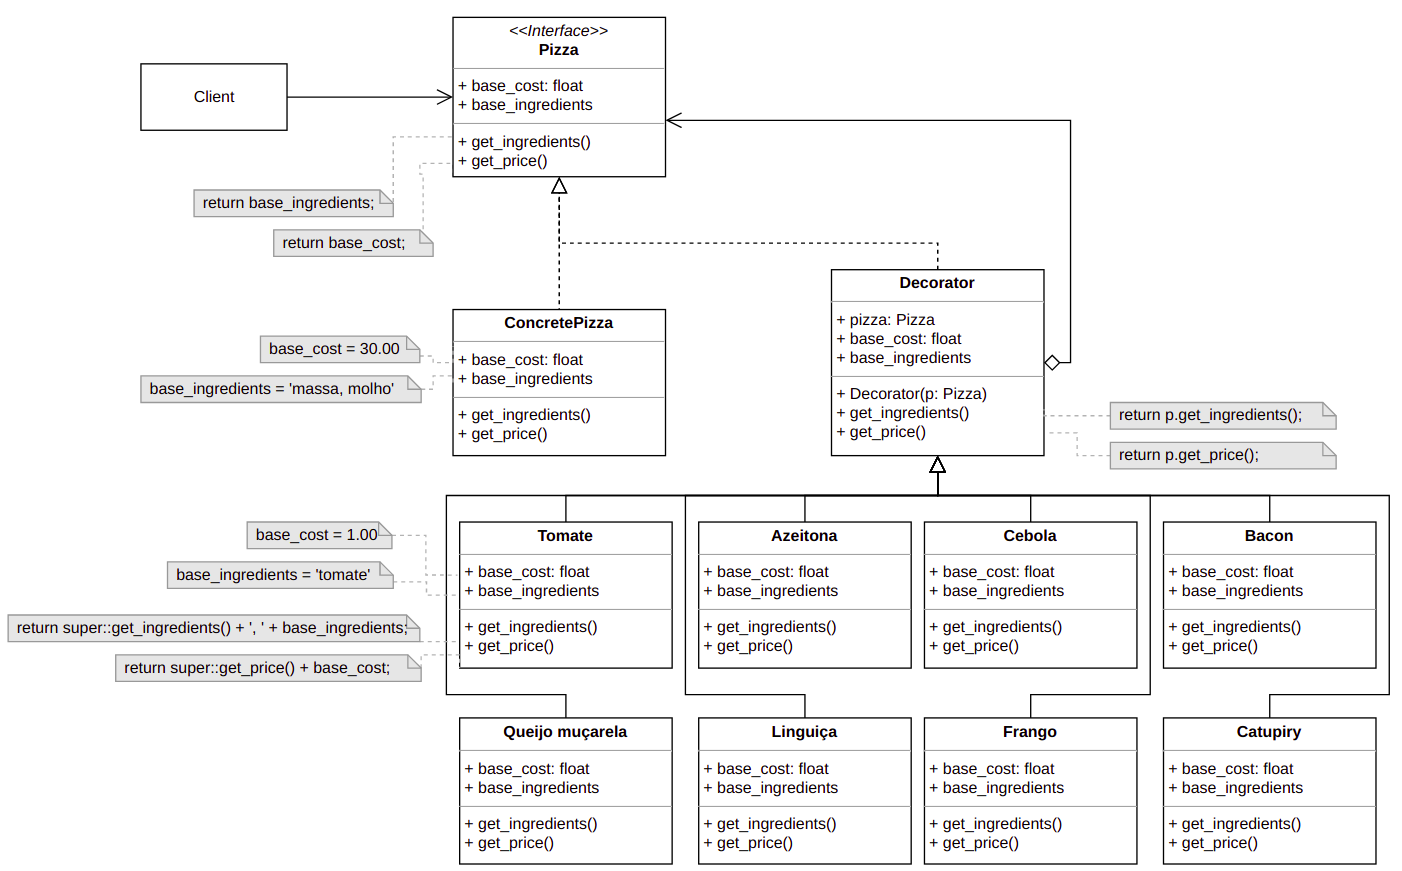 <<Interface>>
Pizza
+ base_cost: float
+ base_ingredients
+ get_ingredients()
+ get_price()
Client
return base_ingredients;
return base_cost;
ConcretePizza
+ base_cost: float
+ base_ingredients
+ get_ingredients()
+ get_price()
base_cost = 30.00
base_ingredients = 'massa, molho'
Decorator
+ pizza: Pizza
+ base_cost: float
+ base_ingredients
+ Decorator(p: Pizza)
+ get_ingredients()
+ get_price()
return p.get_ingredients();
return p.get_price();
base_cost = 1.00
base_ingredients = 'tomate'
return super::get_ingredients() + ', ' + base_ingredients;
return super::get_price() + base_cost;
Tomate
+ base_cost: float
+ base_ingredients
+ get_ingredients()
+ get_price()
Azeitona
+ base_cost: float
+ base_ingredients
+ get_ingredients()
+ get_price()
Cebola
+ base_cost: float
+ base_ingredients
+ get_ingredients()
+ get_price()
Bacon
+ base_cost: float
+ base_ingredients
+ get_ingredients()
+ get_price()
Queijo muçarela
+ base_cost: float
+ base_ingredients
+ get_ingredients()
+ get_price()
Linguiça
+ base_cost: float
+ base_ingredients
+ get_ingredients()
+ get_price()
Frango
+ base_cost: float
+ base_ingredients
+ get_ingredients()
+ get_price()
Catupiry
+ base_cost: float
+ base_ingredients
+ get_ingredients()
+ get_price()